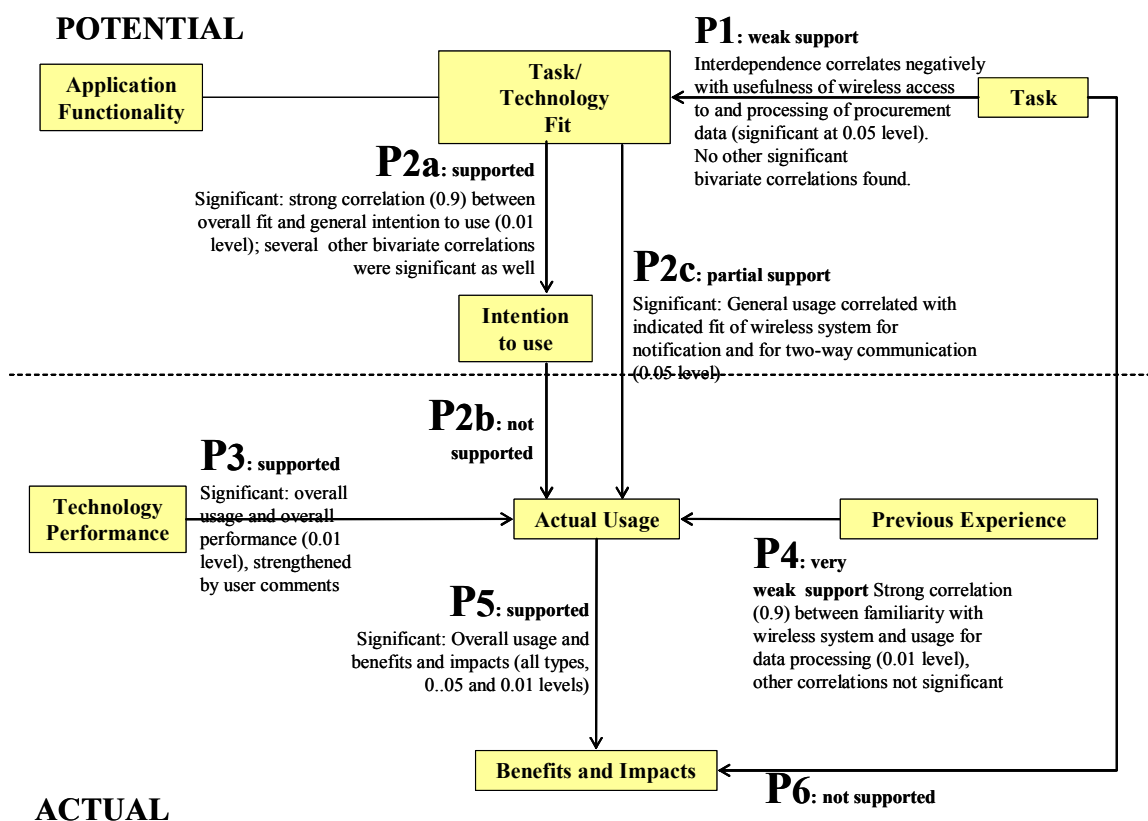 POTENTIAL
Application
Functionality
Task/
Technology
Fit
P1: weak support
Interdependence correlates negatively
with usefulness of wireless access
to and processing of procurement
data (significant at 0.05 level).
No other significant
bivariate correlations found.
Task
P2a: supported
Significant: strong correlation (0.9) between
overall fit and general intention to use (0.01
level); several other bivariate correlations
were significant as well
P2c: partial support
Significant: General usage correlated with
indicated fit of wireless system for
notification and for two-way communication
(0.05 level)
Intention
to use
P2b: not
supported
P3: supported
Significant: overall
usage and overall
performance (0.01
level), strengthened
by user comments
Technology
Performance
Actual Usage
Previous Experience
P4: very
weak support Strong correlation
(0.9) between familiarity with
wireless system and usage for
data processing (0.01 level),
other correlations not significant
P5: supported
Significant: Overall usage and
benefits and impacts (all types,
0..05 and 0.01 levels)
Benefits and Impacts
P6: not supported
ACTUAL